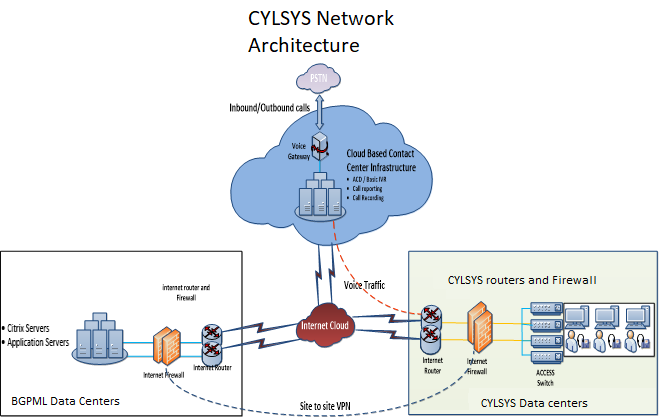 CYLSYS Network
Architecture
PSTN
Inbound/Outbound calls
Voice
Gateway
Cloud Based Contact
Center Infrastructure
• ACD / Basic IVR
• Call reporting
• Call Recording
Voice Traffic
internet router and
Firewall
• Citrix Servers
• Application Servers
Internet Firewall
Internet Router
BGPML Data Centers
Internet Cloud
CYLSYS routers and Firewall
Internet
Router
Internet
Firewall
ACCESS
Switch
CYLSYS Data centers
Site to site VPN